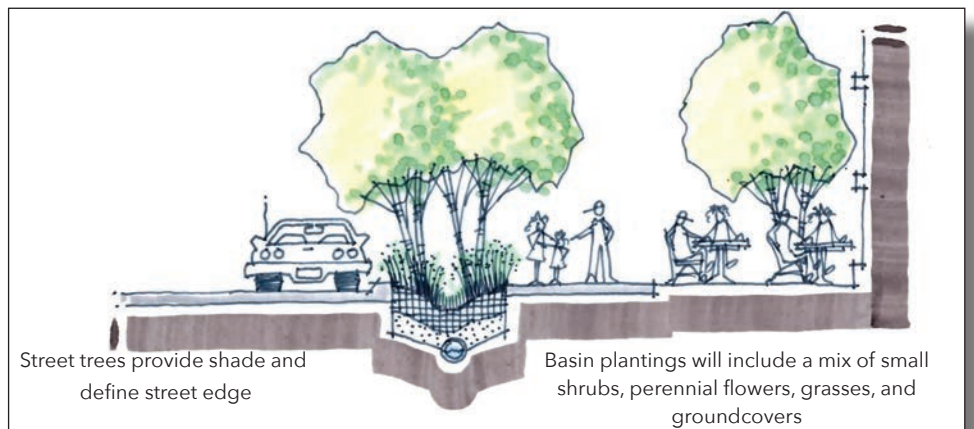 Street trees provide shade and
define street edge
Basin plantings will include a mix of small
shrubs, perennial flowers, grasses, and
groundcovers